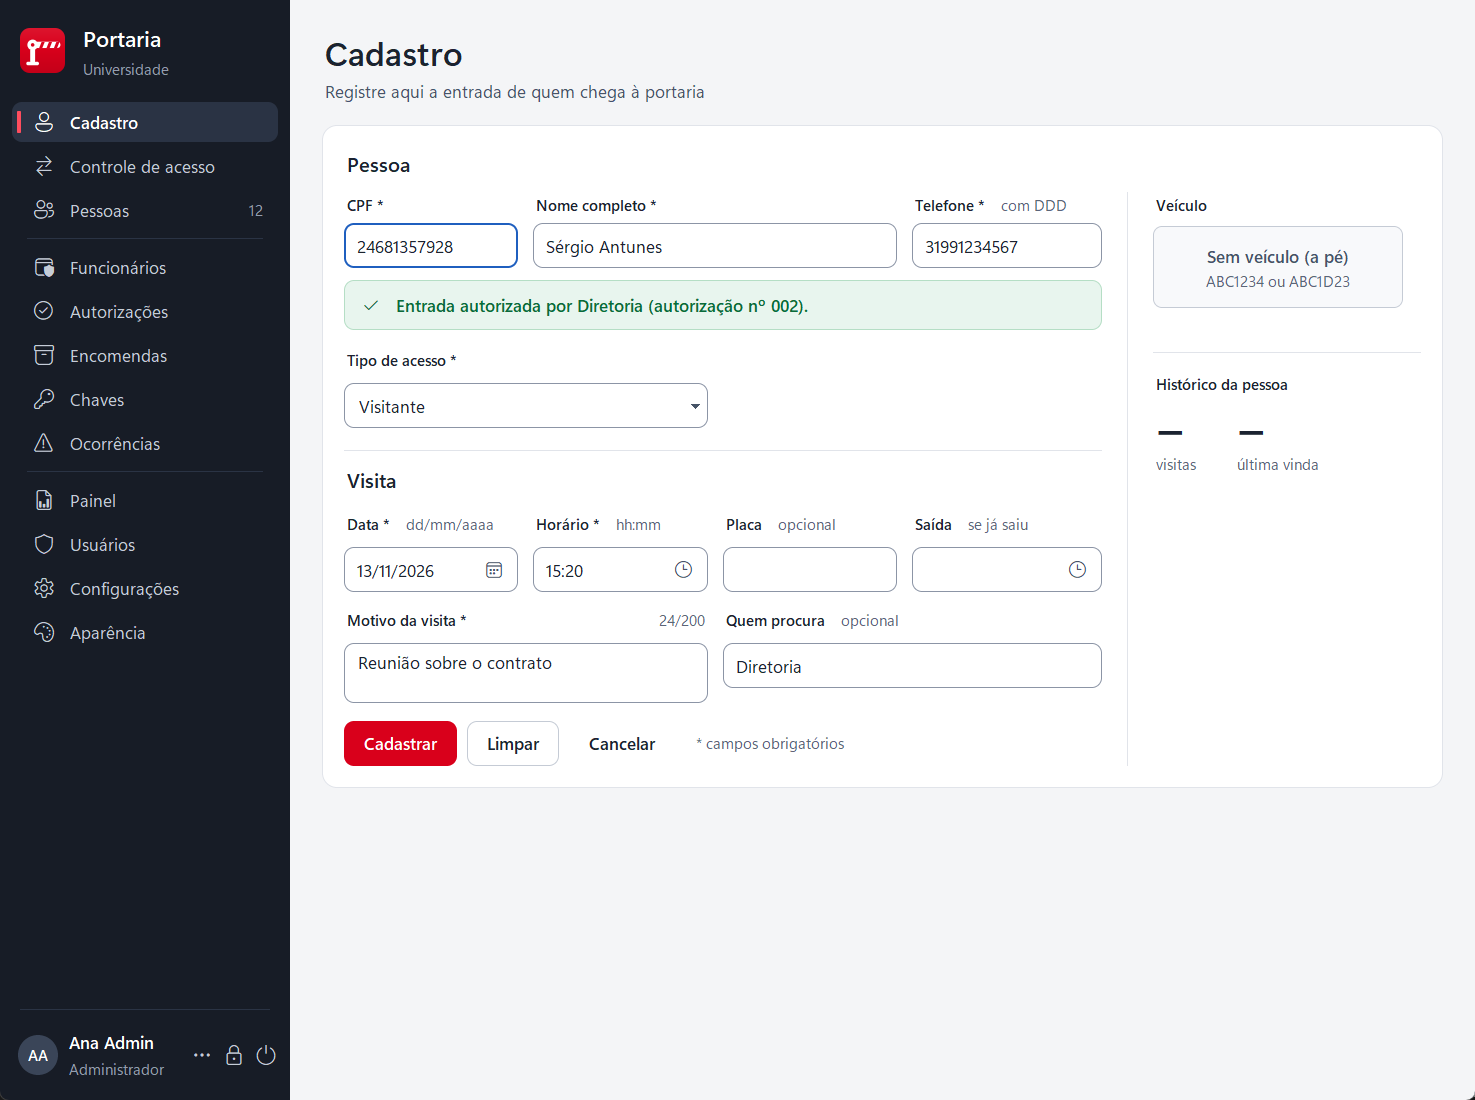 Portaria
Universidade
Cadastro
Controle de acesso
Pessoas 12
Funcionários
Autorizações
Encomendas
Chaves
Ocorrências
Painel
Usuários
Configurações
Aparência
AA
Ana Admin
Administrador
Cadastro
Registre aqui a entrada de quem chega à portaria
Pessoa
CPF * Nome completo * Telefone * com DDD
24681357928 Sérgio Antunes 31991234567
Entrada autorizada por Diretoria (autorização nº 002).
Tipo de acesso *
Visitante
Visita
Data * dd/mm/aaaa Horário * hh:mm Placa opcional Saída se já saiu
13/11/2026 15:20
Motivo da visita * 24/200 Quem procura opcional
Reunião sobre o contrato Diretoria
Cadastrar Limpar Cancelar * campos obrigatórios
Veículo
Sem veículo (a pé)
ABC1234 ou ABC1D23
Histórico da pessoa
— —
visitas última vinda